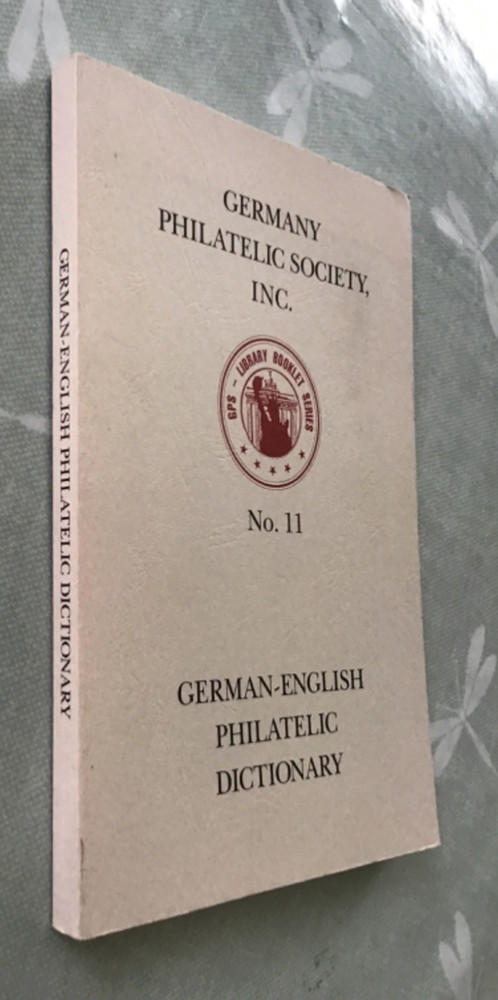 GERMANY
PHILATELIC SOCIETY,
INC.
GPS - LIBRARY BOOKLET SERIES
No. 11
GERMAN-ENGLISH
PHILATELIC
DICTIONARY
GERMAN-ENGLISH PHILATELIC DICTIONARY